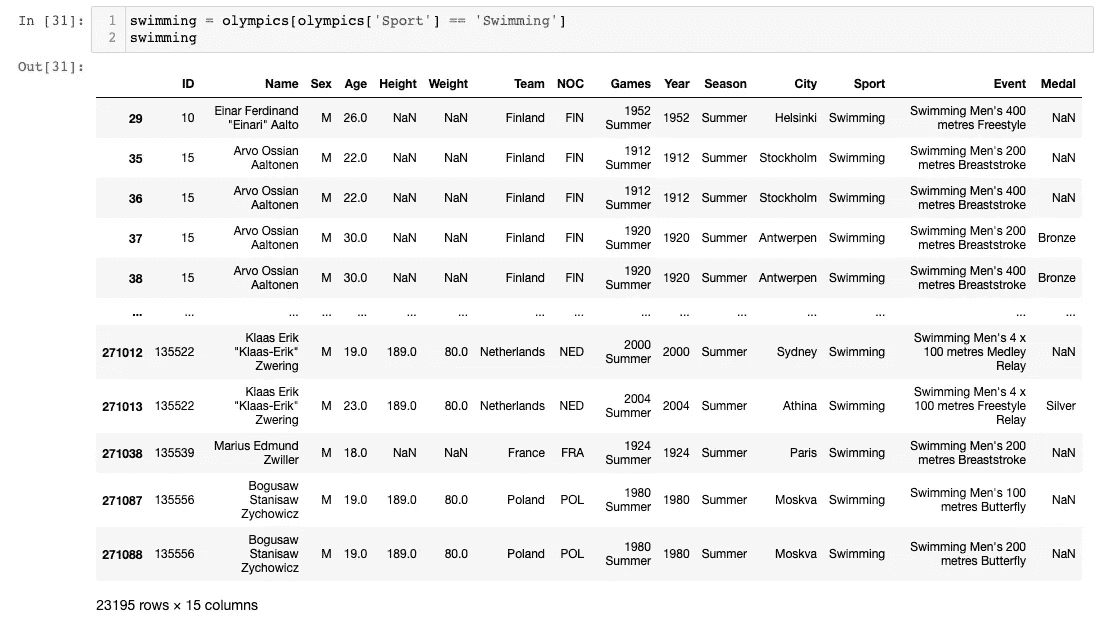 In [31]: 1 swimming = olympics[olympics['Sport'] == 'Swimming']
2 swimming
Out[31]:
ID Name Sex Age Height Weight Team NOC Games Year Season City Sport Event Medal
29 10 Einar Ferdinand "Einari" Aalto M 26.0 NaN NaN Finland FIN 1952 Summer 1952 Summer Helsinki Swimming Swimming Men's 400 metres Freestyle NaN
35 15 Arvo Ossian Aaltonen M 22.0 NaN NaN Finland FIN 1912 Summer 1912 Summer Stockholm Swimming Swimming Men's 200 metres Breaststroke NaN
36 15 Arvo Ossian Aaltonen M 22.0 NaN NaN Finland FIN 1912 Summer 1912 Summer Stockholm Swimming Swimming Men's 400 metres Breaststroke NaN
37 15 Arvo Ossian Aaltonen M 30.0 NaN NaN Finland FIN 1920 Summer 1920 Summer Antwerpen Swimming Swimming Men's 200 metres Breaststroke Bronze
38 15 Arvo Ossian Aaltonen M 30.0 NaN NaN Finland FIN 1920 Summer 1920 Summer Antwerpen Swimming Swimming Men's 400 metres Breaststroke Bronze
... ... ... ... ... ... ... ... ... ... ... ... ... ... ... ...
271012 135522 Klaas Erik "Klaas-Erik" Zwering M 19.0 189.0 80.0 Netherlands NED 2000 Summer 2000 Summer Sydney Swimming Swimming Men's 4 x 100 metres Medley Relay NaN
271013 135522 Klaas Erik "Klaas-Erik" Zwering M 23.0 189.0 80.0 Netherlands NED 2004 Summer 2004 Summer Athina Swimming Swimming Men's 4 x 100 metres Freestyle Relay Silver
271038 135539 Marius Edmund Zwiller M 18.0 NaN NaN France FRA 1924 Summer 1924 Summer Paris Swimming Swimming Men's 200 metres Breaststroke NaN
271087 135556 Bogusaw Stanisaw Zychowicz M 19.0 189.0 80.0 Poland POL 1980 Summer 1980 Summer Moskva Swimming Swimming Men's 100 metres Butterfly NaN
271088 135556 Bogusaw Stanisaw Zychowicz M 19.0 189.0 80.0 Poland POL 1980 Summer 1980 Summer Moskva Swimming Swimming Men's 200 metres Butterfly NaN
23195 rows × 15 columns